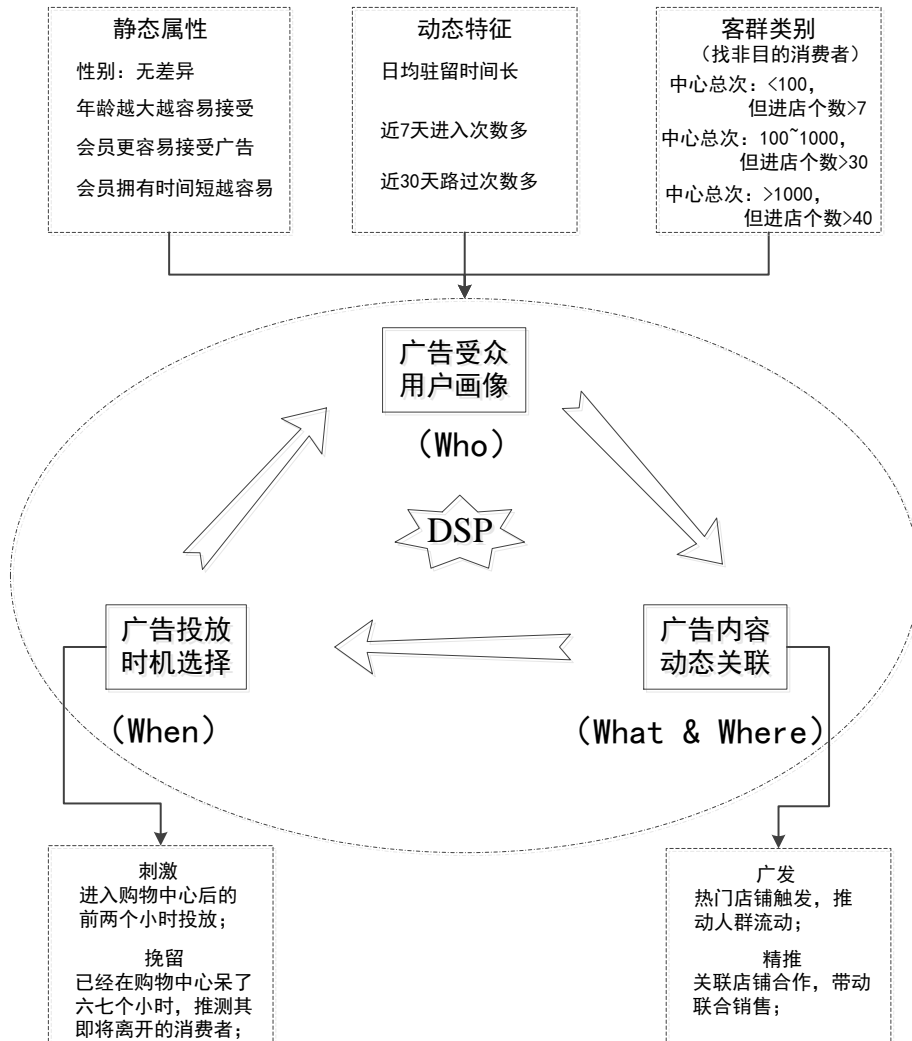 静态属性
性别：无差异
年龄越大越容易接受
会员更容易接受广告
会员拥有时间短越容易
动态特征
日均驻留时间长
近7天进入次数多
近30天路过次数多
客群类别
（找非目的消费者）
中心总次：<100，
但进店个数>7
中心总次：100~1000，
但进店个数>30
中心总次：>1000，
但进店个数>40
广告受众
用户画像
（Who）
DSP
广告投放
时机选择
（When）
广告内容
动态关联
（What & Where）
刺激
进入购物中心后的
前两个小时投放；
挽留
已经在购物中心呆了
六七个小时，推测其
即将离开的消费者；
广发
热门店铺触发，推
动人群流动；
精推
关联店铺合作，带动
联合销售；